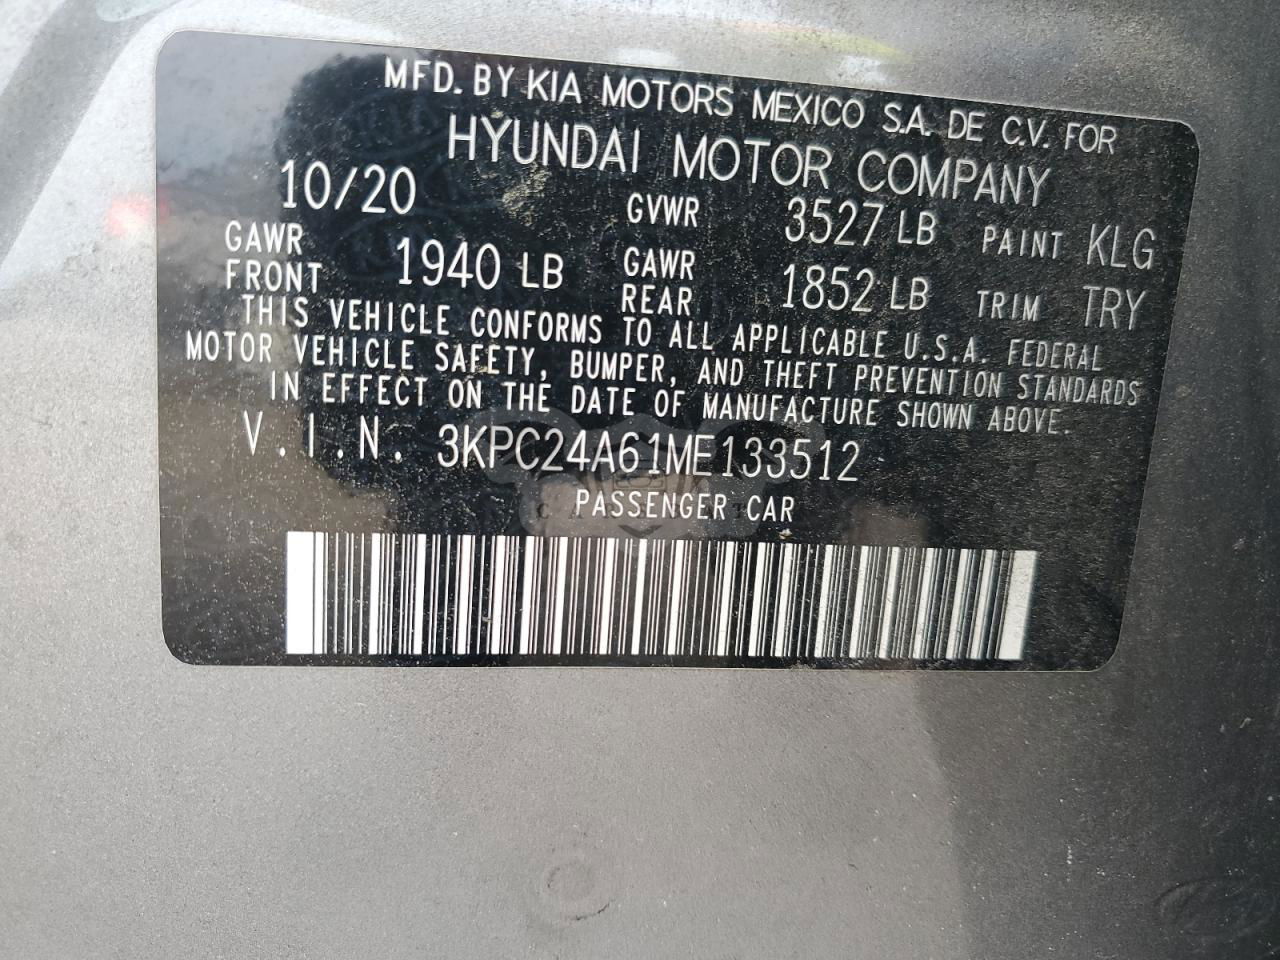 MFD. BY KIA MOTORS MEXICO S.A. DE C.V. FOR
HYUNDAI MOTOR COMPANY
10/20 GVWR 3527 LB PAINT KLG
GAWR FRONT 1940 LB GAWR REAR 1852 LB TRIM TRY
THIS VEHICLE CONFORMS TO ALL APPLICABLE U.S.A. FEDERAL
MOTOR VEHICLE SAFETY, BUMPER, AND THEFT PREVENTION STANDARDS
IN EFFECT ON THE DATE OF MANUFACTURE SHOWN ABOVE.
V.I.N. 3KPC24A61ME133512
PASSENGER CAR